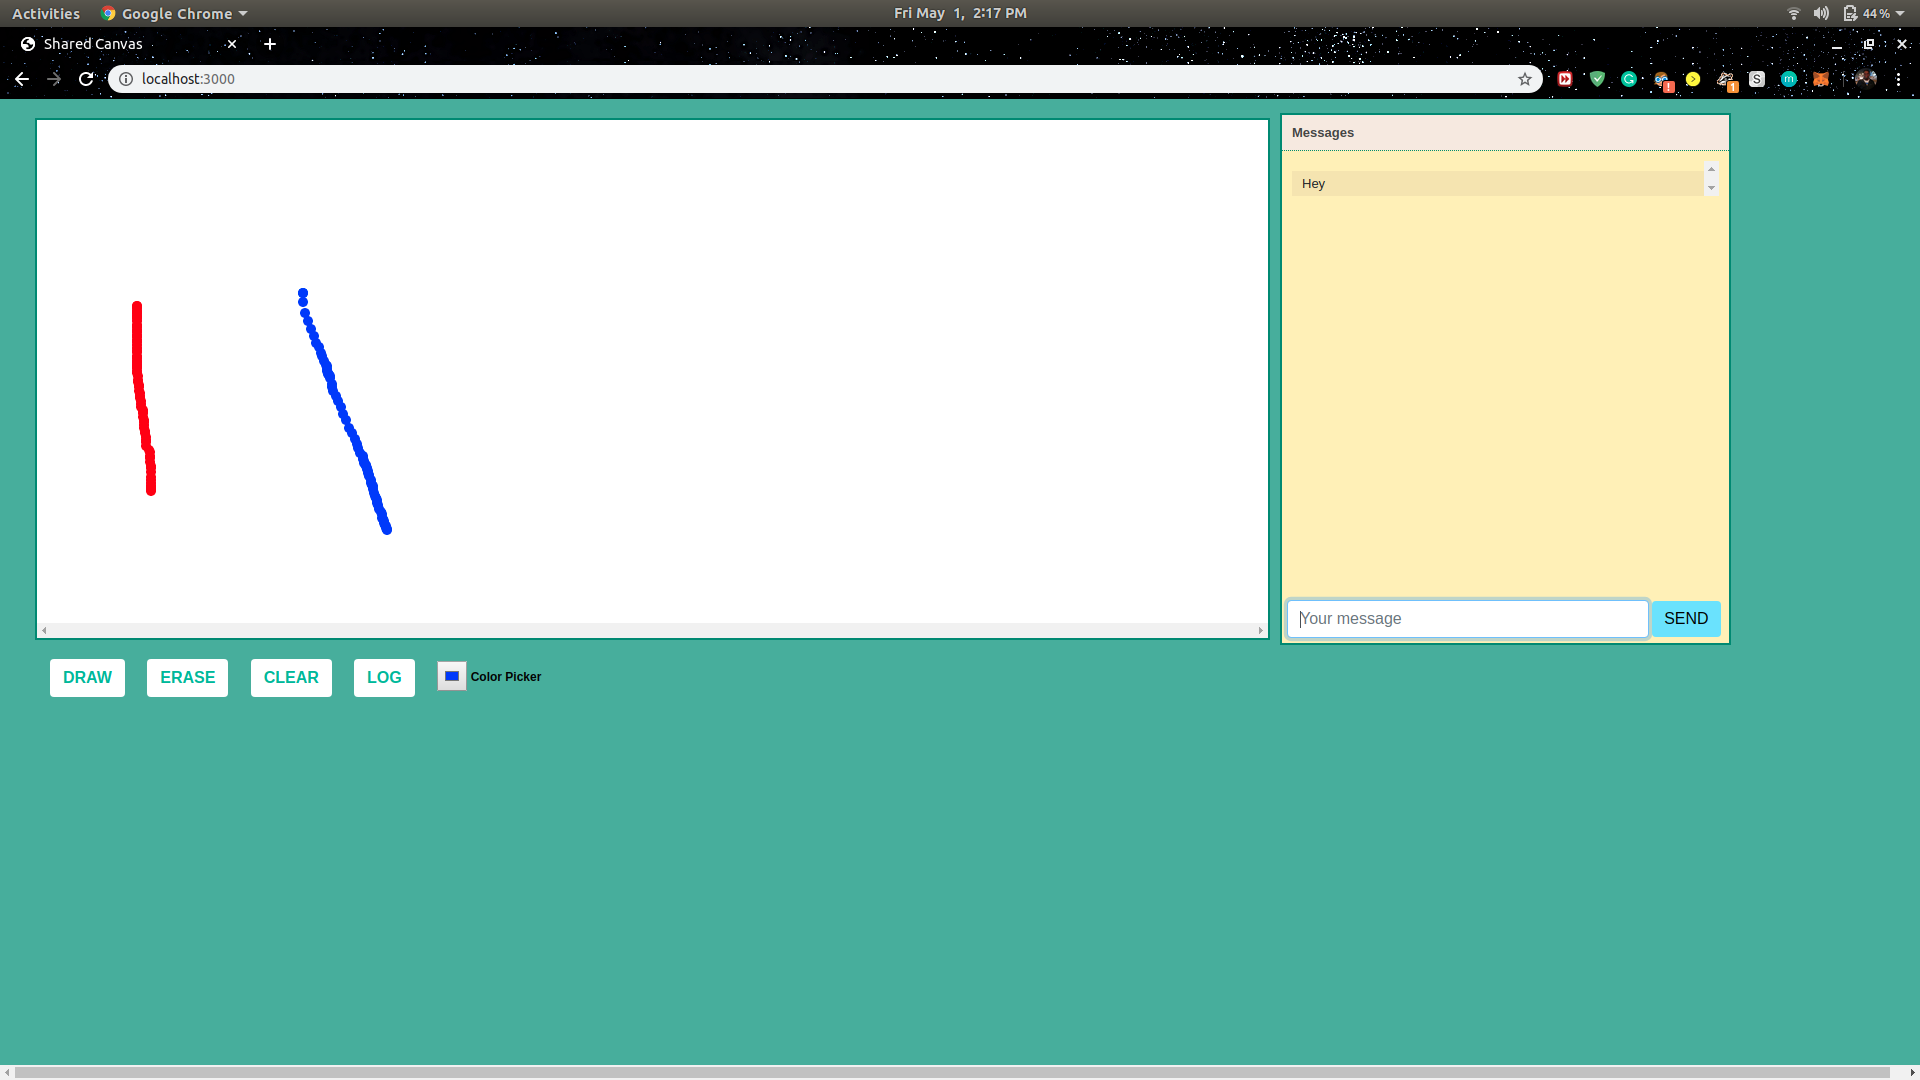 Activities Google Chrome Fri May 1, 2:17 PM 44 %
Shared Canvas
localhost:3000
Messages
Hey
Your message SEND
DRAW ERASE CLEAR LOG Color Picker